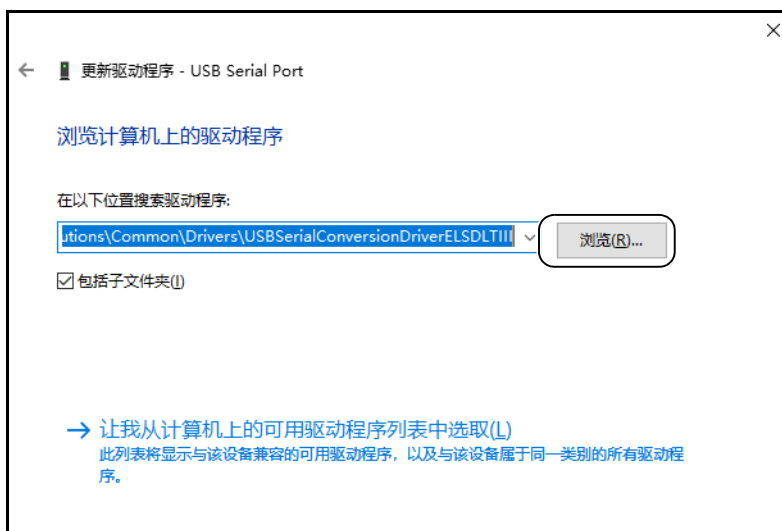 更新驱动程序 - USB Serial Port
浏览计算机上的驱动程序
在以下位置搜索驱动程序:
utions\Common\Drivers\USBSerialConversionDriverELSDLTIII
浏览(R)...
包括子文件夹(I)
让我从计算机上的可用驱动程序列表中选取(L)
此列表将显示与该设备兼容的可用驱动程序，以及与该设备属于同一类别的所有驱动程
序。